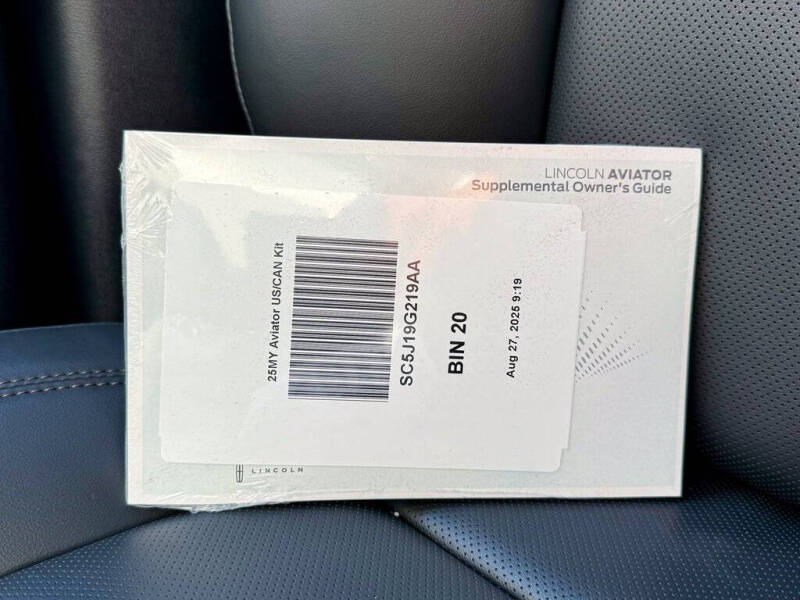 LINCOLN AVIATOR
Supplemental Owner's Guide
25MY Aviator US/CAN Kit
SC5J19G219AA
BIN 20
Aug 27, 2025 9:19
LINCOLN